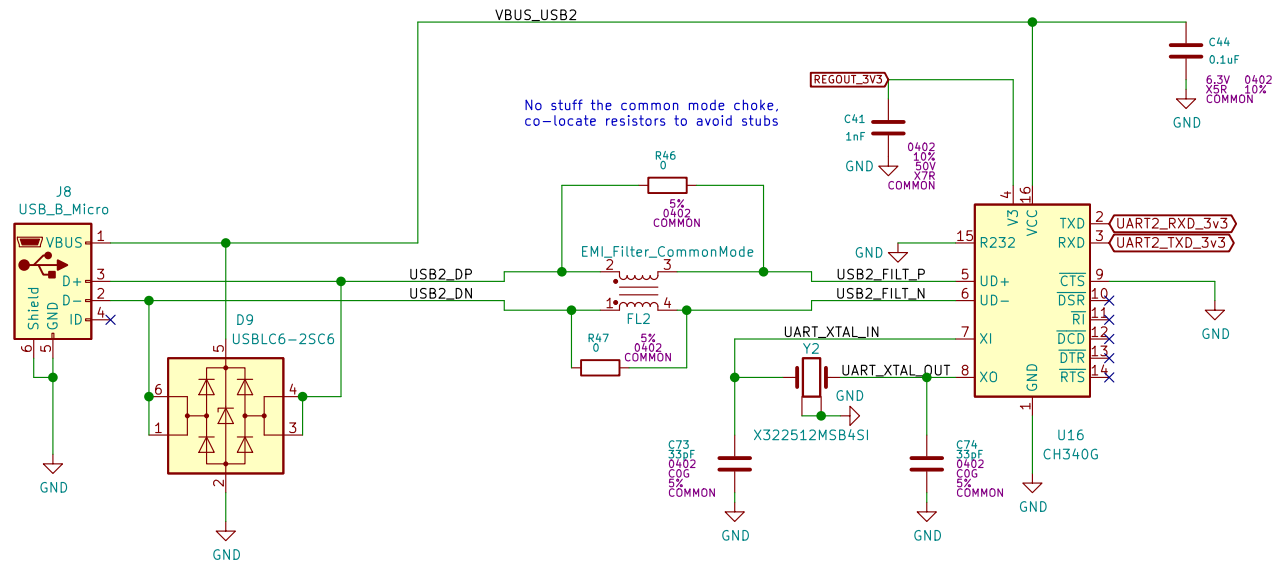 VBUS_USB2
C44
0.1uF
6.3V 0402
X5R 10%
COMMON
GND
REGOUT_3V3
C41
1nF
GND
0402
10%
50V
X7R
COMMON
No stuff the common mode choke,
co-locate resistors to avoid stubs
R46
0
5%
0402
COMMON
J8
USB_B_Micro
VBUS 1
D+ 3
D- 2
ID 4
Shield
GND
6
5
GND
USB2_DP
USB2_DN
EMI_Filter_CommonMode
2
3
1
4
FL2
R47
0
5%
0402
COMMON
USB2_FILT_P
USB2_FILT_N
D9
USBLC6-2SC6
5
6
4
1
3
2
GND
UART_XTAL_IN
Y2
UART_XTAL_OUT
GND
X322512MSB4SI
C73
33pF
0402
C0G
5%
COMMON
GND
C74
33pF
0402
C0G
5%
COMMON
GND
4
16
V3
VCC
GND
15 R232
5 UD+
6 UD-
7 XI
8 XO
TXD 2 UART2_RXD_3v3
RXD 3 UART2_TXD_3v3
CTS 9
DSR 10
RI 11
DCD 12
DTR 13
RTS 14
GND
GND
1
U16
CH340G
GND